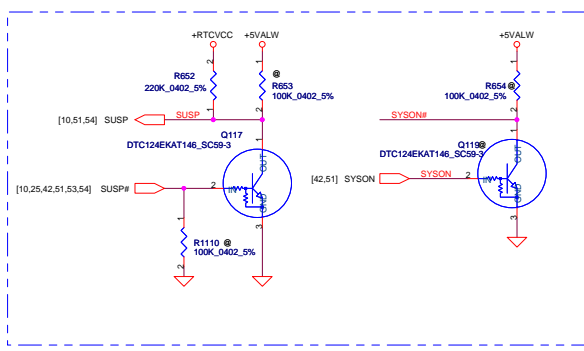 +RTCVCC
+5VALW
2
R652
220K_0402_5%
1
1
@
R653
100K_0402_5%
2
[10,51,54] SUSP
SUSP
Q117
DTC124EKAT146_SC59-3
1
OUT
[10,25,42,51,53,54] SUSP#
2
IN
GND
3
1
R1110 @
100K_0402_5%
2
+5VALW
1
R654@
100K_0402_5%
2
SYSON#
1
Q119@
DTC124EKAT146_SC59-3
OUT
[42,51] SYSON
SYSON
2
IN
GND
3